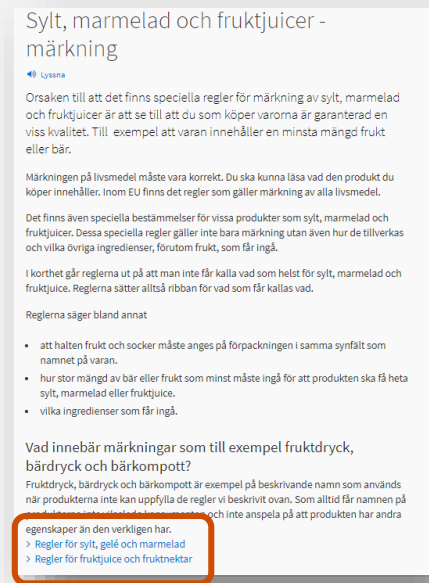 Sylt, marmelad och fruktjuicer -
märkning
Lyssna
Orsaken till att det finns speciella regler för märkning av sylt, marmelad
och fruktjuicer är att se till att du som köper varorna är garanterad en
viss kvalitet. Till exempel att varan innehåller en minsta mängd frukt
eller bär.
Märkningen på livsmedel måste vara korrekt. Du ska kunna läsa vad den produkt du
köper innehåller. Inom EU finns det regler som gäller märkning av alla livsmedel.
Det finns även speciella bestämmelser för vissa produkter som sylt, marmelad och
fruktjuicer. Dessa speciella regler gäller inte bara märkning utan även hur de tillverkas
och vilka övriga ingredienser, förutom frukt, som får ingå.
I korthet går reglerna ut på att man inte får kalla vad som helst för sylt, marmelad och
fruktjuice. Reglerna sätter alltså ribban för vad som får kallas vad.
Reglerna säger bland annat
• att halten frukt och socker måste anges på förpackningen i samma synfält som
namnet på varan.
• hur stor mängd av bär eller frukt som minst måste ingå för att produkten ska få heta
sylt, marmelad eller fruktjuice.
• vilka ingredienser som får ingå.
Vad innebär märkningar som till exempel fruktdryck,
bärdryck och bärkompott?
Fruktdryck, bärdryck och bärkompott är exempel på beskrivande namn som används
när produkterna inte kan uppfylla de regler vi beskrivit ovan. Som alltid får namnen på
produkterna inte vilseleda konsumenten och inte anspela på att produkten har andra
egenskaper än den verkligen har.
> Regler för sylt, gelé och marmelad
> Regler för fruktjuice och fruktnektar